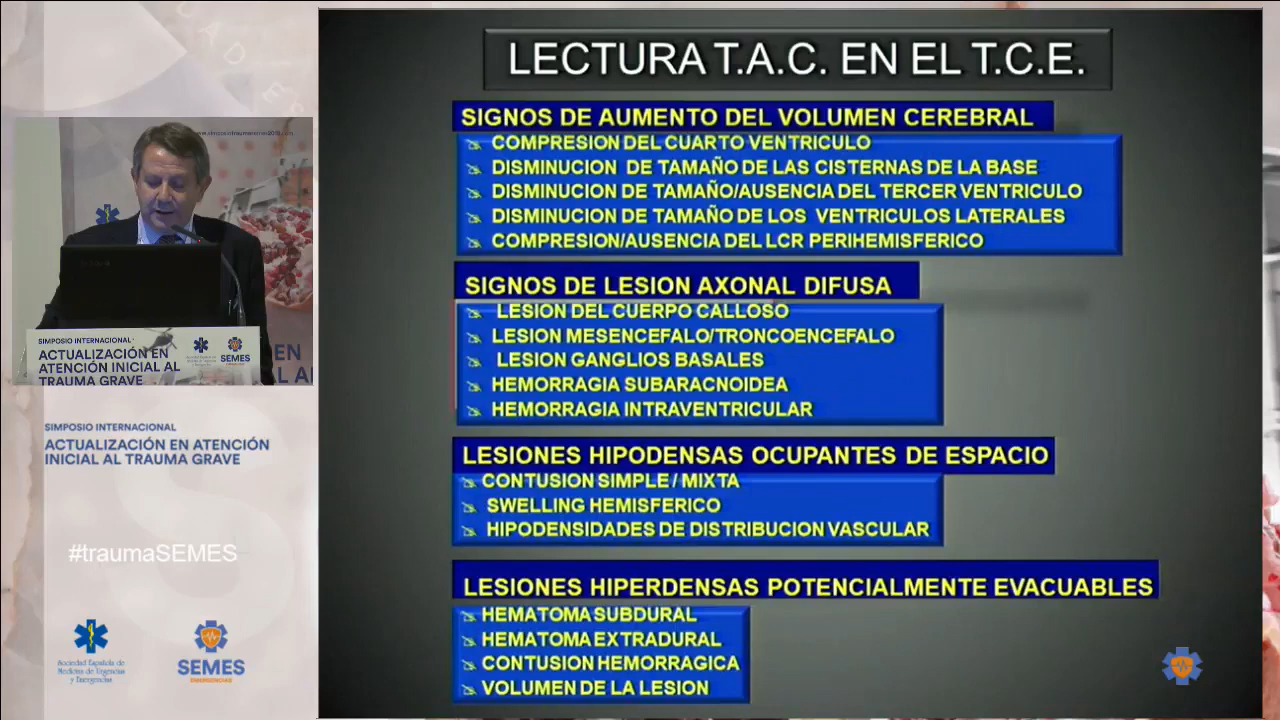 LECTURA T.A.C. EN EL T.C.E.
SIGNOS DE AUMENTO DEL VOLUMEN CEREBRAL
COMPRESION DEL CUARTO VENTRICULO
DISMINUCION DE TAMAÑO DE LAS CISTERNAS DE LA BASE
DISMINUCION DE TAMAÑO/AUSENCIA DEL TERCER VENTRICULO
DISMINUCION DE TAMAÑO DE LOS VENTRICULOS LATERALES
COMPRESION/AUSENCIA DEL LCR PERIHEMISFERICO
SIGNOS DE LESION AXONAL DIFUSA
LESION DEL CUERPO CALLOSO
LESION MESENCEFALO/TRONCOENCEFALO
LESION GANGLIOS BASALES
HEMORRAGIA SUBARACNOIDEA
HEMORRAGIA INTRAVENTRICULAR
LESIONES HIPODENSAS OCUPANTES DE ESPACIO
CONTUSION SIMPLE / MIXTA
SWELLING HEMISFERICO
HIPODENSIDADES DE DISTRIBUCION VASCULAR
LESIONES HIPERDENSAS POTENCIALMENTE EVACUABLES
HEMATOMA SUBDURAL
HEMATOMA EXTRADURAL
CONTUSION HEMORRAGICA
VOLUMEN DE LA LESION
SIMPOSIO INTERNACIONAL
ACTUALIZACIÓN EN
ATENCIÓN INICIAL AL
TRAUMA GRAVE
SEMES
SIMPOSIO INTERNACIONAL
ACTUALIZACIÓN EN ATENCIÓN
INICIAL AL TRAUMA GRAVE
#traumaSEMES
Sociedad Española de
Medicina de Urgencias
y Emergencias
SEMES